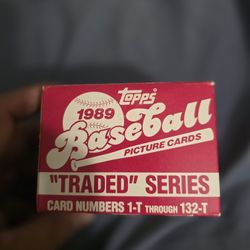 Topps
1989
Baseball
PICTURE CARDS
"TRADED" SERIES
CARD NUMBERS 1-T THROUGH 132-T